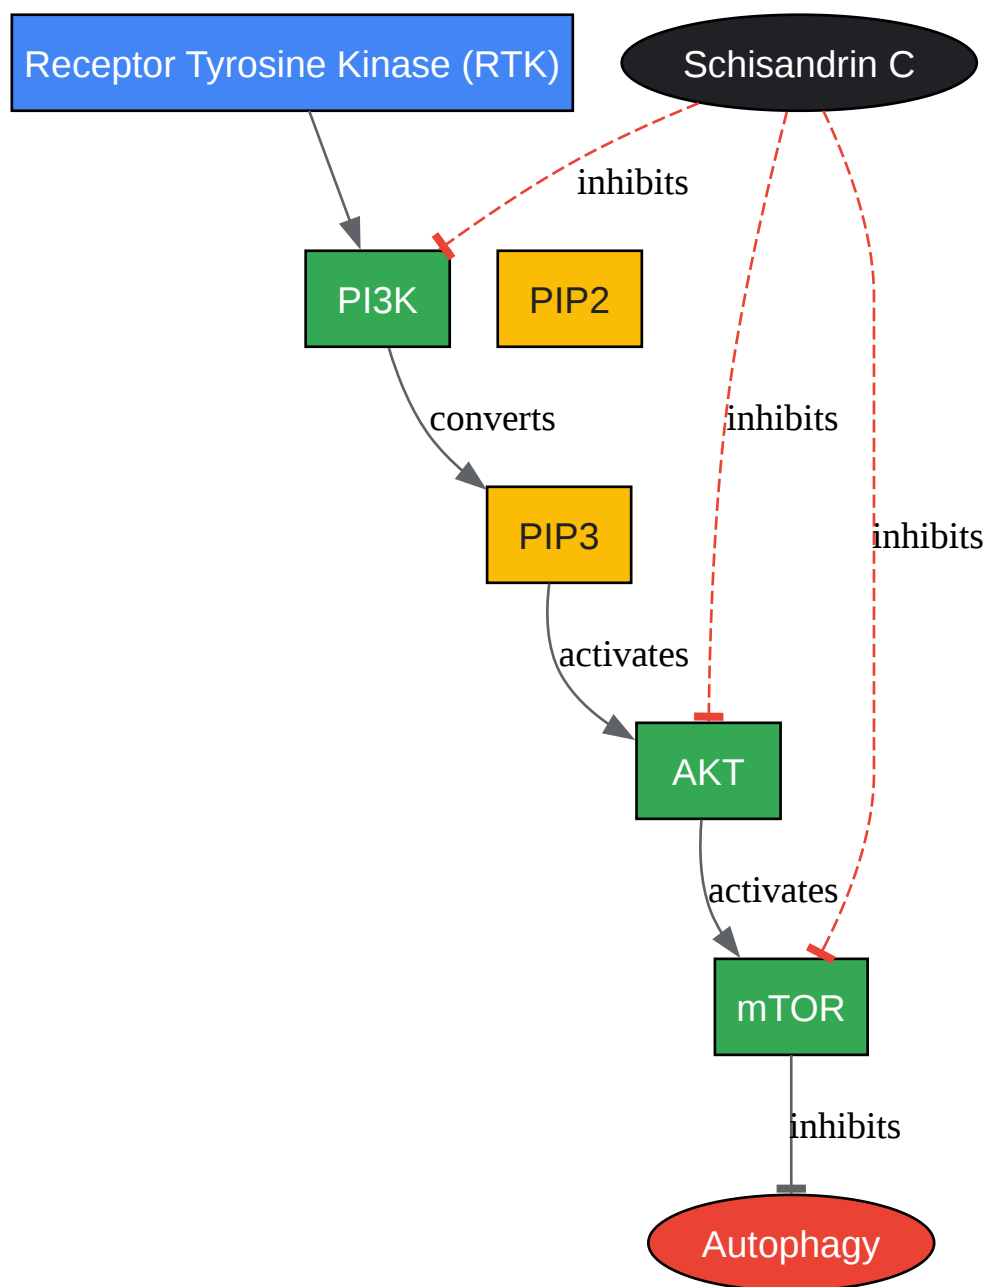 Receptor Tyrosine Kinase (RTK)
Schisandrin C
inhibits
PI3K
PIP2
converts
inhibits
PIP3
inhibits
activates
AKT
activates
mTOR
inhibits
Autophagy